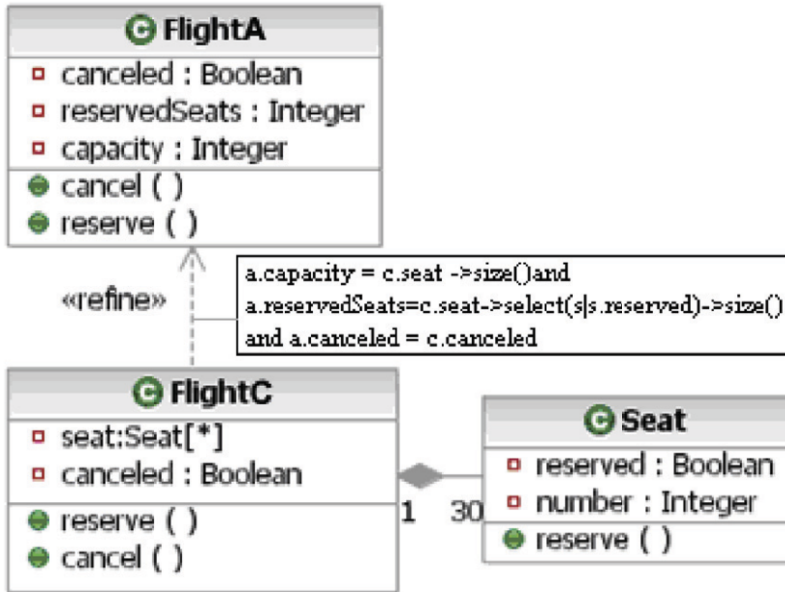 FlightA
canceled : Boolean
reservedSeats : Integer
capacity : Integer
cancel ( )
reserve ( )
«refine»
a.capacity = c.seat ->size()and
a.reservedSeats=c.seat->select(s|s.reserved)->size()
and a.canceled = c.canceled
FlightC
seat:Seat[*]
canceled : Boolean
reserve ( )
cancel ( )
1
30
Seat
reserved : Boolean
number : Integer
reserve ( )